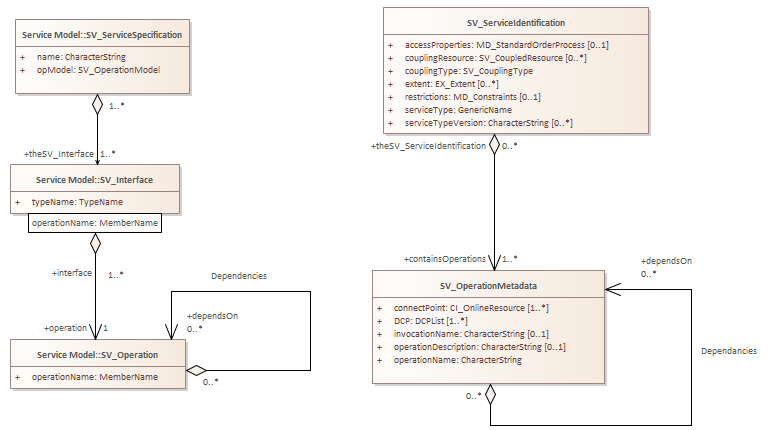 Service Model::SV_ServiceSpecification
+ name: CharacterString
+ opModel: SV_OperationModel
1..*
+theSV_Interface 1..*
Service Model::SV_Interface
+ typeName: TypeName
operationName: MemberName
+interface 1..*
+operation 1
Service Model::SV_Operation
+ operationName: MemberName
Dependencies
+dependsOn
0..*
0..*
SV_ServiceIdentification
+ accessProperties: MD_StandardOrderProcess [0..1]
+ couplingResource: SV_CoupledResource [0..*]
+ couplingType: SV_CouplingType
+ extent: EX_Extent [0..*]
+ restrictions: MD_Constraints [0..1]
+ serviceType: GenericName
+ serviceTypeVersion: CharacterString [0..*]
+theSV_ServiceIdentification 0..*
+containsOperations 1..*
SV_OperationMetadata
+ connectPoint: CI_OnlineResource [1..*]
+ DCP: DCPList [1..*]
+ invocationName: CharacterString [0..1]
+ operationDescription: CharacterString [0..1]
+ operationName: CharacterString
+dependsOn
0..*
Dependancies
0..*